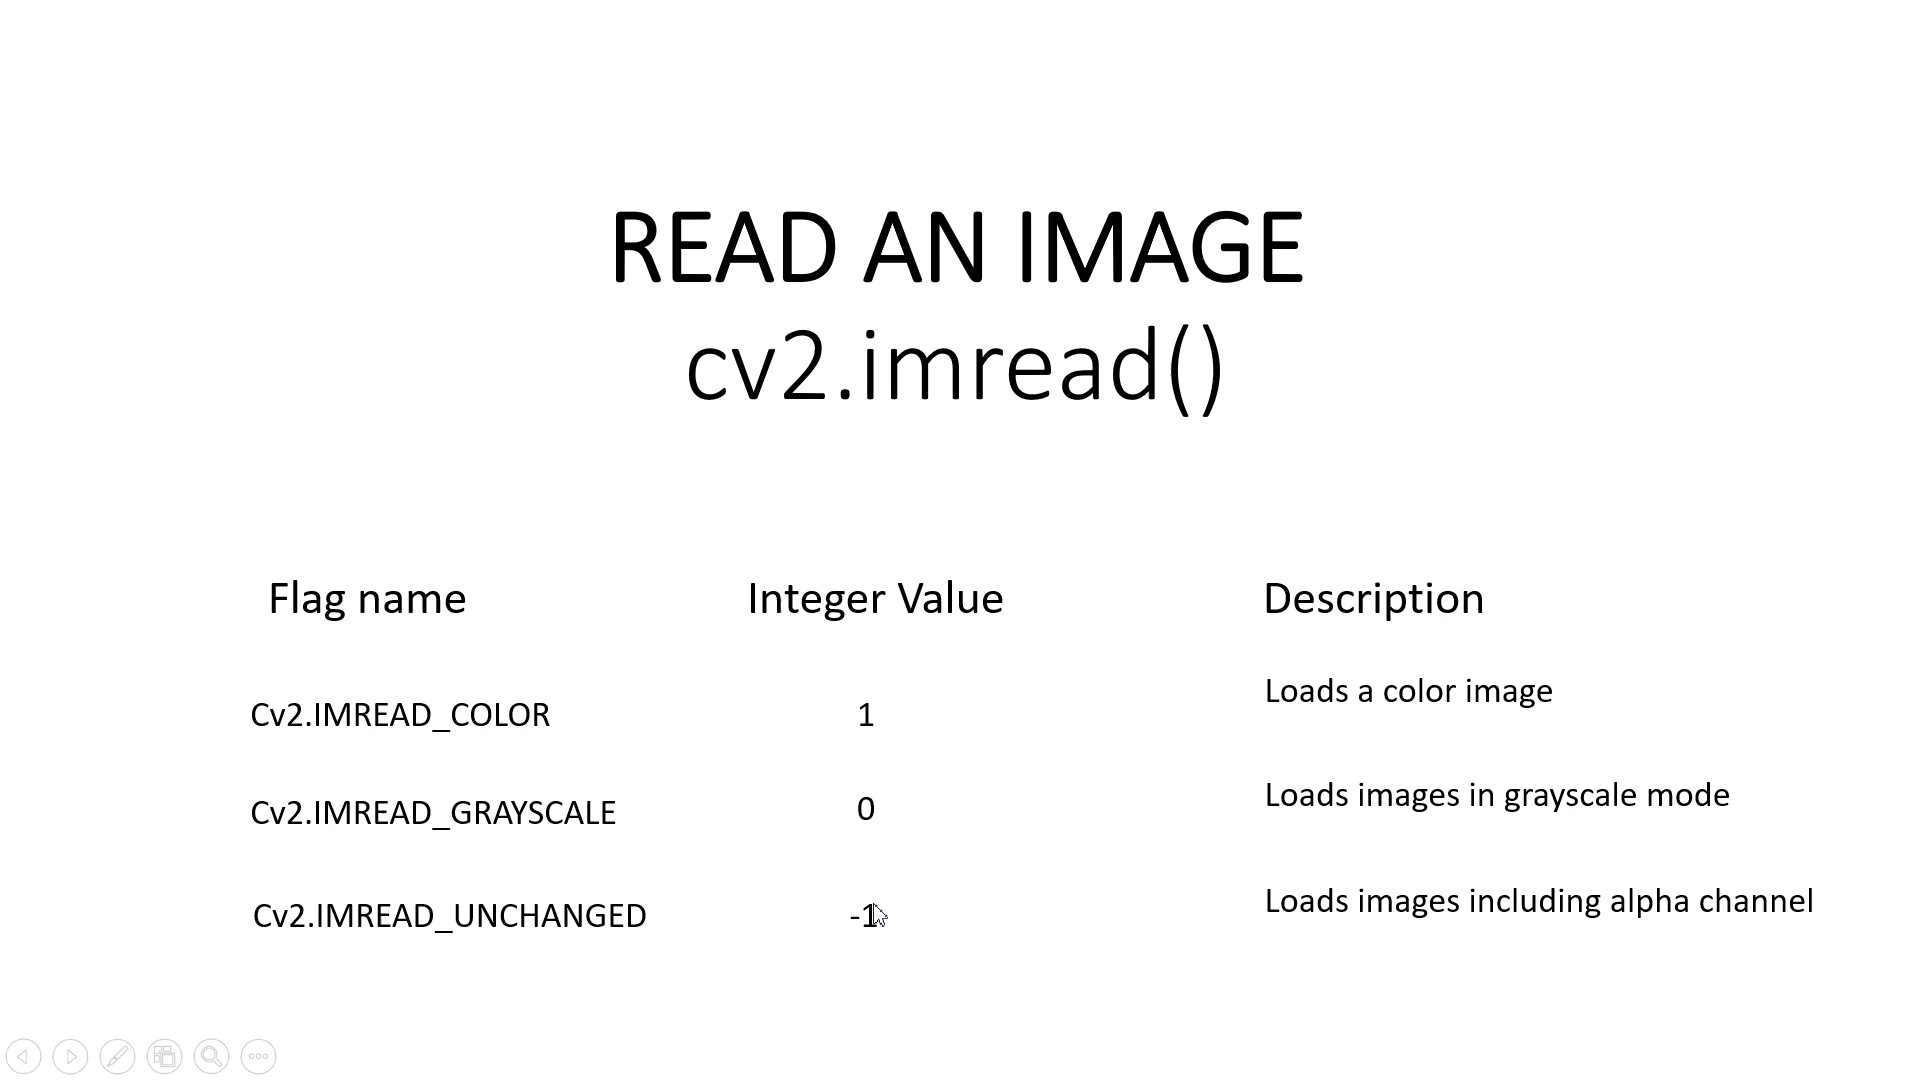 READ AN IMAGE
cv2.imread()
Flag name Integer Value Description
Cv2.IMREAD_COLOR 1 Loads a color image
Cv2.IMREAD_GRAYSCALE 0 Loads images in grayscale mode
Cv2.IMREAD_UNCHANGED -1 Loads images including alpha channel